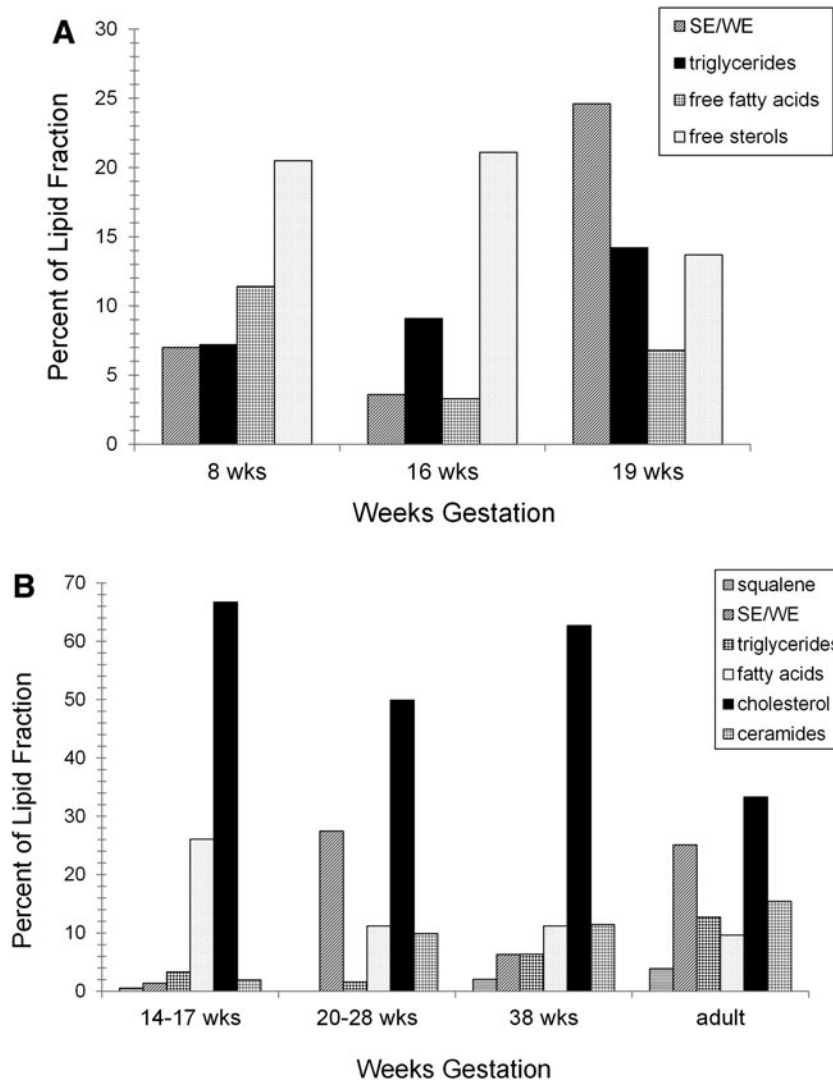 A
30
25
20
15
10
5
0
Percent of Lipid Fraction
SE/WE
triglycerides
free fatty acids
free sterols
8 wks 16 wks 19 wks
Weeks Gestation
B
70
60
50
40
30
20
10
0
Percent of Lipid Fraction
squalene
SE/WE
triglycerides
fatty acids
cholesterol
ceramides
14-17 wks 20-28 wks 38 wks adult
Weeks Gestation